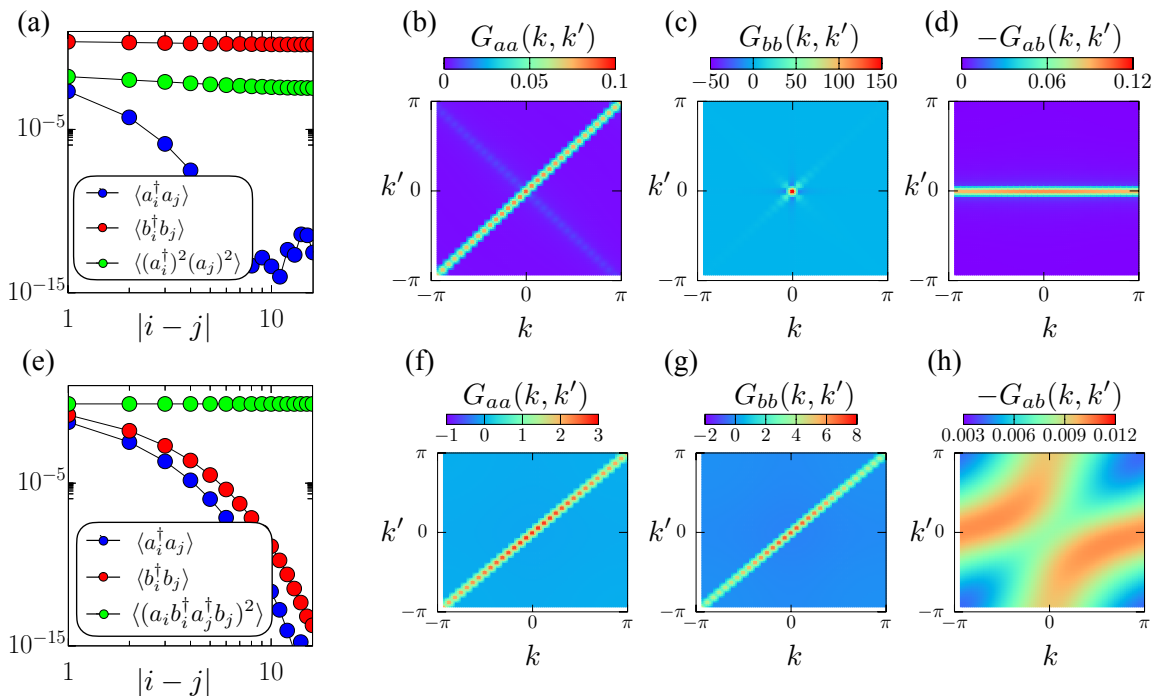 (a)
10^{-5}
10^{-15}
⟨a_i^† a_j⟩
⟨b_i^† b_j⟩
⟨(a_i^†)^2 (a_j)^2⟩
1 10
|i − j|
(b)
G_{aa}(k, k′)
0 0.05 0.1
π
k′ 0
−π
−π 0 π
k
(c)
G_{bb}(k, k′)
−50 0 50 100 150
π
k′ 0
−π
−π 0 π
k
(d)
−G_{ab}(k, k′)
0 0.06 0.12
π
k′ 0
−π
−π 0 π
k
(e)
10^{-5}
10^{-15}
⟨a_i^† a_j⟩
⟨b_i^† b_j⟩
⟨(a_i b_i^† a_j^† b_j)^2⟩
1 10
|i − j|
(f)
G_{aa}(k, k′)
−1 0 1 2 3
π
k′ 0
−π
−π 0 π
k
(g)
G_{bb}(k, k′)
−2 0 2 4 6 8
π
k′ 0
−π
−π 0 π
k
(h)
−G_{ab}(k, k′)
0.003 0.006 0.009 0.012
π
k′ 0
−π
−π 0 π
k